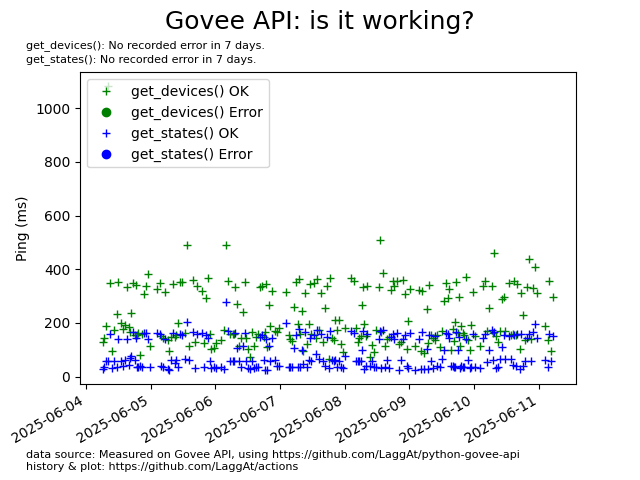 Govee API: is it working?
get_devices(): No recorded error in 7 days.
get_states(): No recorded error in 7 days.
get_devices() OK
get_devices() Error
get_states() OK
get_states() Error
Ping (ms)
1000
800
600
400
200
0
2025-06-04
2025-06-05
2025-06-06
2025-06-07
2025-06-08
2025-06-09
2025-06-10
2025-06-11
data source: Measured on Govee API, using https://github.com/LaggAt/python-govee-api
history & plot: https://github.com/LaggAt/actions